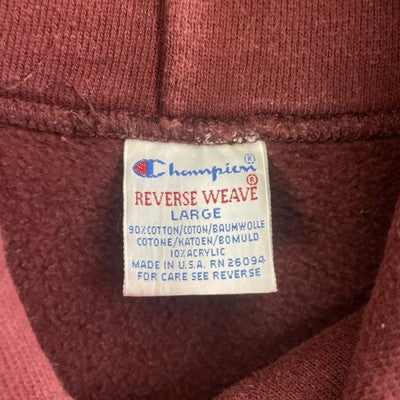 Champion®
REVERSE WEAVE®
LARGE
90% COTTON/COTON/BAUMWOLLE
COTONE/KATOEN/BOMULD
10% ACRYLIC
MADE IN U.S.A. RN 26094
FOR CARE SEE REVERSE